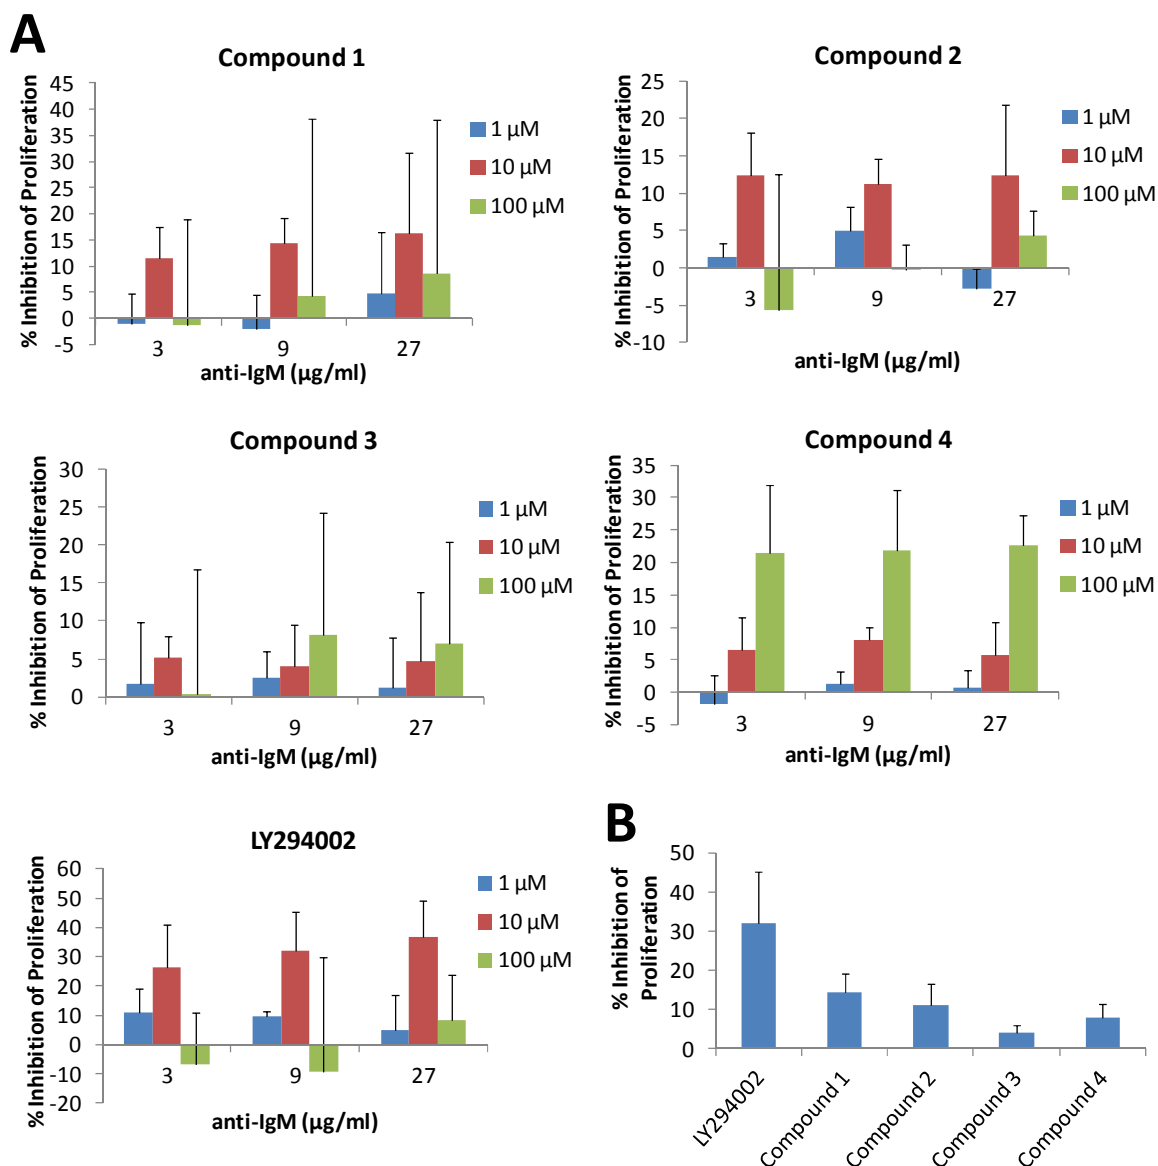 A
Compound 1
% Inhibition of Proliferation
45
40
35
30
25
20
15
10
5
0
-5
3
9
27
anti-IgM (µg/ml)
1 µM
10 µM
100 µM
Compound 2
% Inhibition of Proliferation
25
20
15
10
5
0
-5
-10
3
9
27
anti-IgM (µg/ml)
1 µM
10 µM
100 µM
Compound 3
% Inhibition of Proliferation
30
25
20
15
10
5
0
3
9
27
anti-IgM (µg/ml)
1 µM
10 µM
100 µM
Compound 4
% Inhibition of Proliferation
35
30
25
20
15
10
5
0
-5
3
9
27
anti-IgM (µg/ml)
1 µM
10 µM
100 µM
LY294002
% Inhibition of Proliferation
60
50
40
30
20
10
0
-10
-20
3
9
27
anti-IgM (µg/ml)
1 µM
10 µM
100 µM
B
% Inhibition of
Proliferation
50
40
30
20
10
0
LY294002
Compound 1
Compound 2
Compound 3
Compound 4